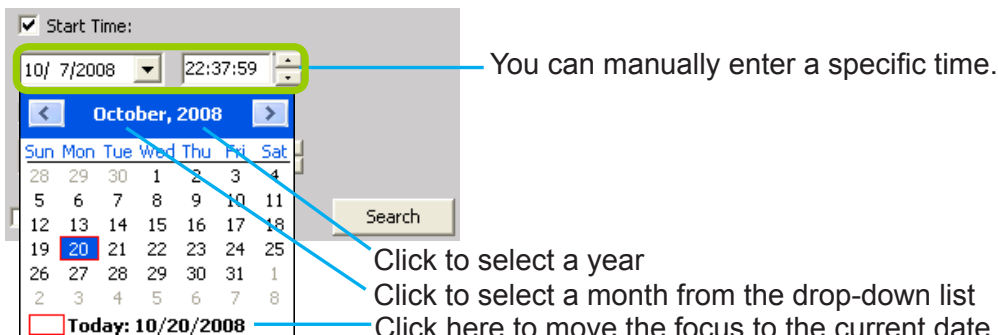 Start Time:
10/ 7/2008 22:37:59
You can manually enter a specific time.
October, 2008
Sun Mon Tue Wed Thu Fri Sat
28 29 30 1 2 3 4
5 6 7 8 9 10 11
12 13 14 15 16 17 18
Search
19 20 21 22 23 24 25
Click to select a year
26 27 28 29 30 31 1
2 3 4 5 6 7 8
Click to select a month from the drop-down list
Today: 10/20/2008
Click here to move the focus to the current date